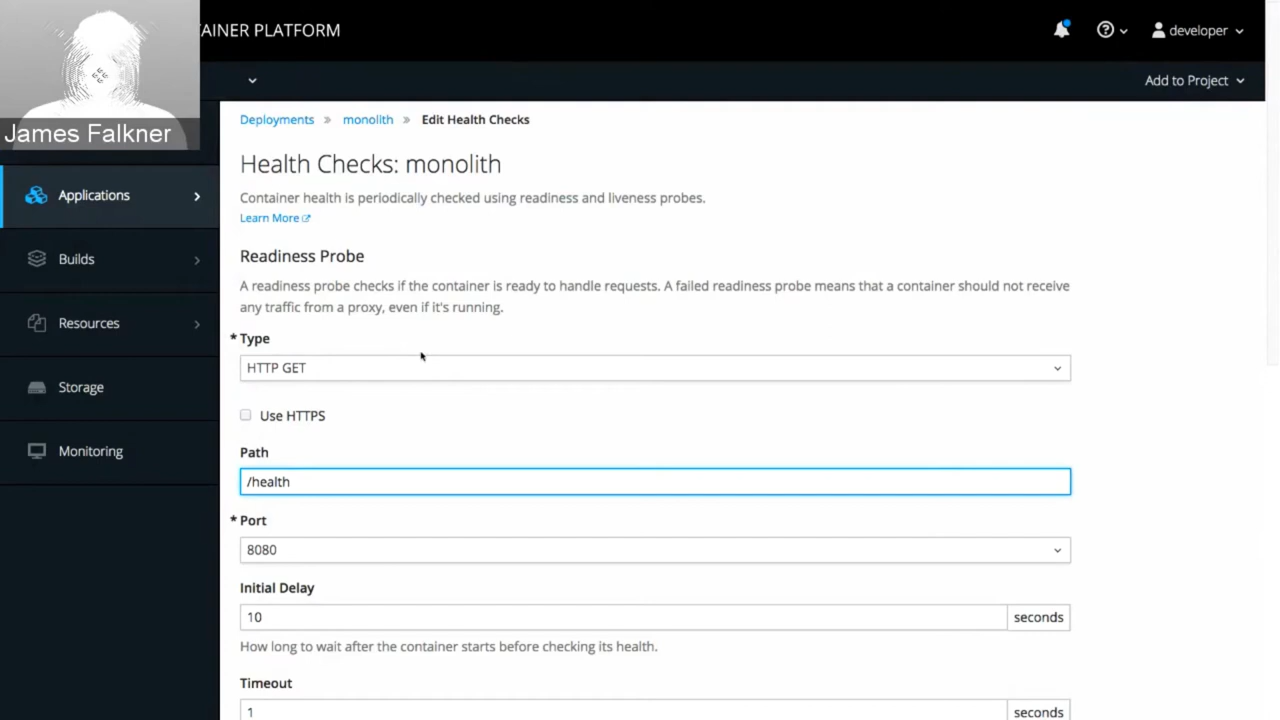 TAINER PLATFORM
developer
Add to Project
James Falkner
Deployments » monolith » Edit Health Checks
Health Checks: monolith
Container health is periodically checked using readiness and liveness probes.
Learn More
Applications
Builds
Resources
Storage
Monitoring
Readiness Probe
A readiness probe checks if the container is ready to handle requests. A failed readiness probe means that a container should not receive
any traffic from a proxy, even if it's running.
* Type
HTTP GET
Use HTTPS
Path
/health
* Port
8080
Initial Delay
10 seconds
How long to wait after the container starts before checking its health.
Timeout
1 seconds